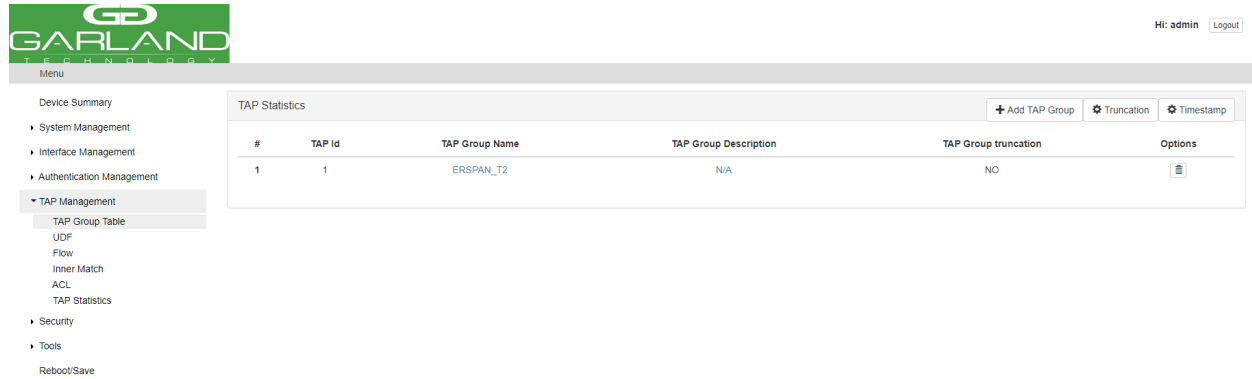 GARLAND
TECHNOLOGY
Hi: admin Logout
Menu
Device Summary
System Management
Interface Management
Authentication Management
TAP Management
TAP Group Table
UDF
Flow
Inner Match
ACL
TAP Statistics
Security
Tools
Reboot/Save
TAP Statistics
Add TAP Group Truncation Timestamp
# TAP Id TAP Group Name TAP Group Description TAP Group truncation Options
1 1 ERSPAN_T2 N/A NO